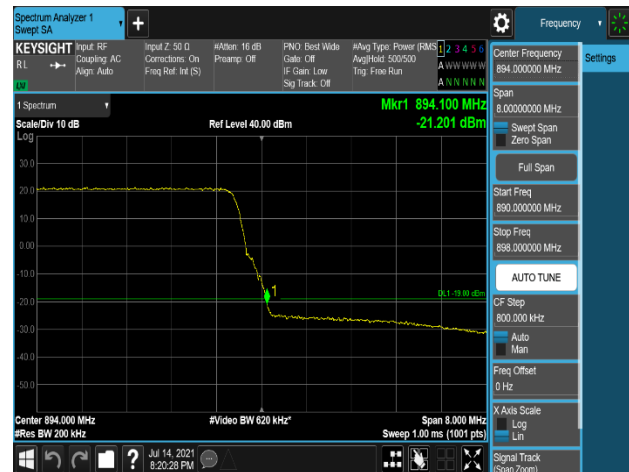 Spectrum Analyzer 1
Swept SA
+
Frequency
KEYSIGHT
RL
Input: RF
Coupling: AC
Align: Auto
Input Z: 50 Ω
Corrections: On
Freq Ref: Int (S)
#Atten: 16 dB
Preamp: Off
PNO: Best Wide
Gate: Off
IF Gain: Low
Sig Track: Off
#Avg Type: Power (RMS
Avg|Hold: 500/500
Trig: Free Run
1 2 3 4 5 6
A W W W W W
A N N N N N
1 Spectrum
Scale/Div 10 dB
Ref Level 40.00 dBm
Mkr1 894.100 MHz
-21.201 dBm
Log
30.0
20.0
10.0
0.00
-10.0
-20.0
-30.0
-40.0
-50.0
1
DL1 -19.00 dBm
Center 894.000 MHz
#Video BW 620 kHz*
Span 8.000 MHz
#Res BW 200 kHz
Sweep 1.00 ms (1001 pts)
Jul 14, 2021
8:20:28 PM
Settings
Center Frequency
894.000000 MHz
Span
8.00000000 MHz
Swept Span
Zero Span
Full Span
Start Freq
890.000000 MHz
Stop Freq
898.000000 MHz
AUTO TUNE
CF Step
800.000 kHz
Auto
Man
Freq Offset
0 Hz
X Axis Scale
Log
Lin
Signal Track
(Span Zoom)